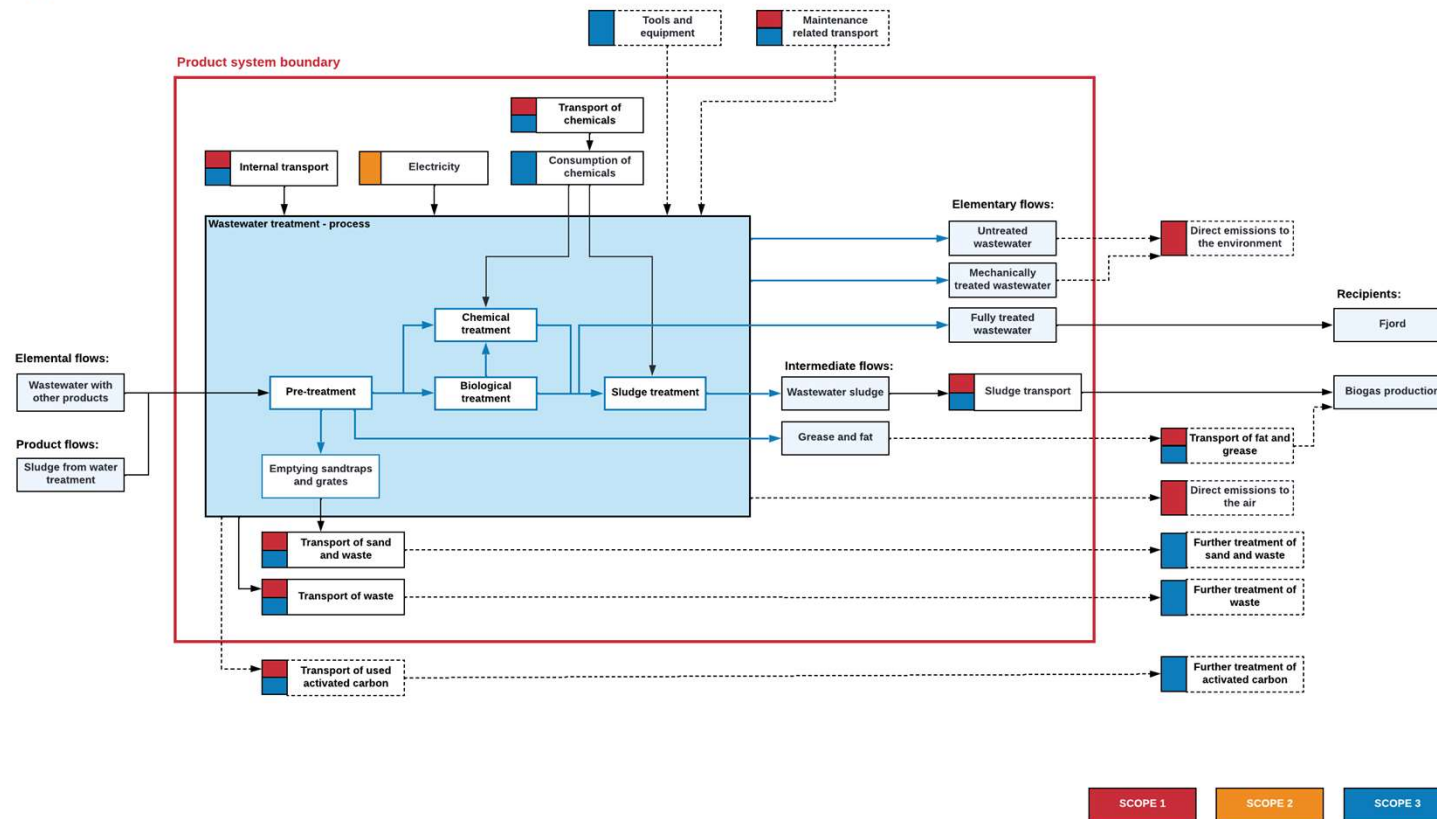 Tools and
equipment
Maintenance
related transport
Product system boundary
Transport of
chemicals
Internal transport
Electricity
Consumption of
chemicals
Wastewater treatment - process
Elementary flows:
Untreated
wastewater
Direct emissions to
the environment
Mechanically
treated wastewater
Recipients:
Chemical
treatment
Fully treated
wastewater
Fjord
Elemental flows:
Intermediate flows:
Wastewater with
other products
Pre-treatment
Biological
treatment
Sludge treatment
Wastewater sludge
Sludge transport
Biogas production
Product flows:
Grease and fat
Transport of fat and
grease
Sludge from water
treatment
Emptying sandtraps
and grates
Direct emissions to
the air
Transport of sand
and waste
Further treatment of
sand and waste
Transport of waste
Further treatment of
waste
Transport of used
activated carbon
Further treatment of
activated carbon
SCOPE 1
SCOPE 2
SCOPE 3